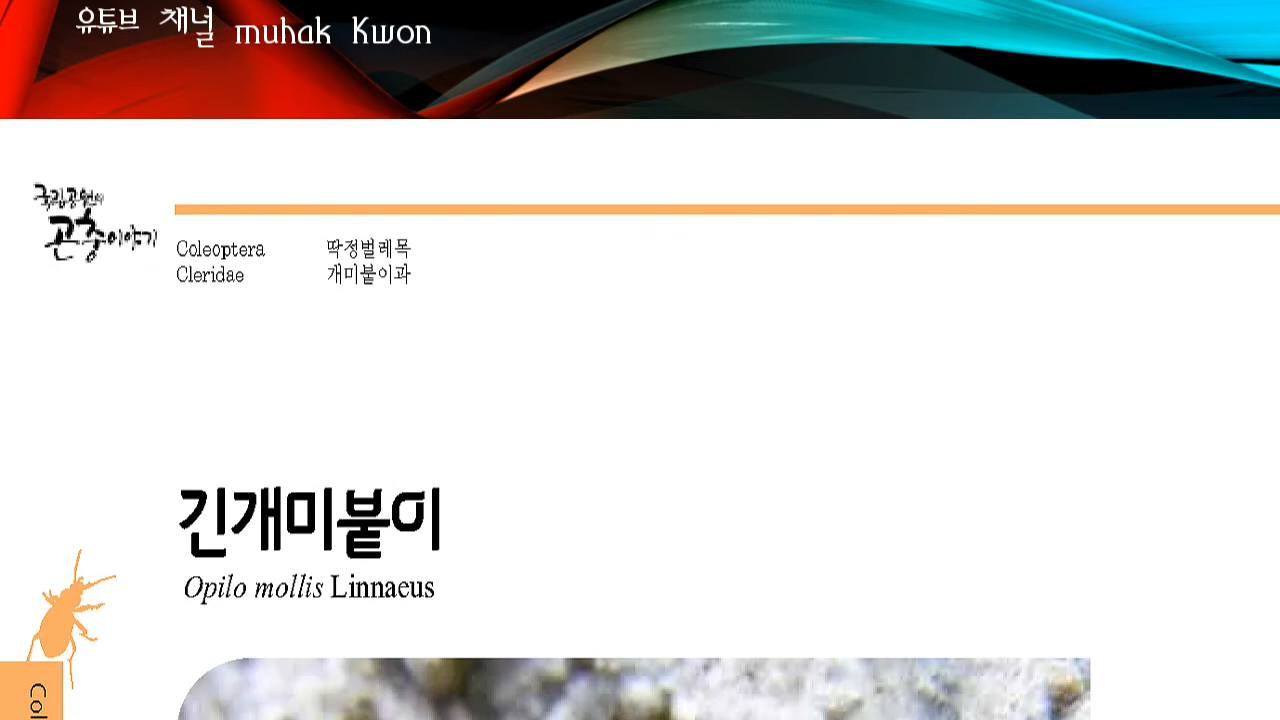 유튜브 채널 muhak Kwon
국립공원의
곤충이야기
Coleoptera 딱정벌레목
Cleridae 개미붙이과
긴개미붙이
Opilo mollis Linnaeus
Col